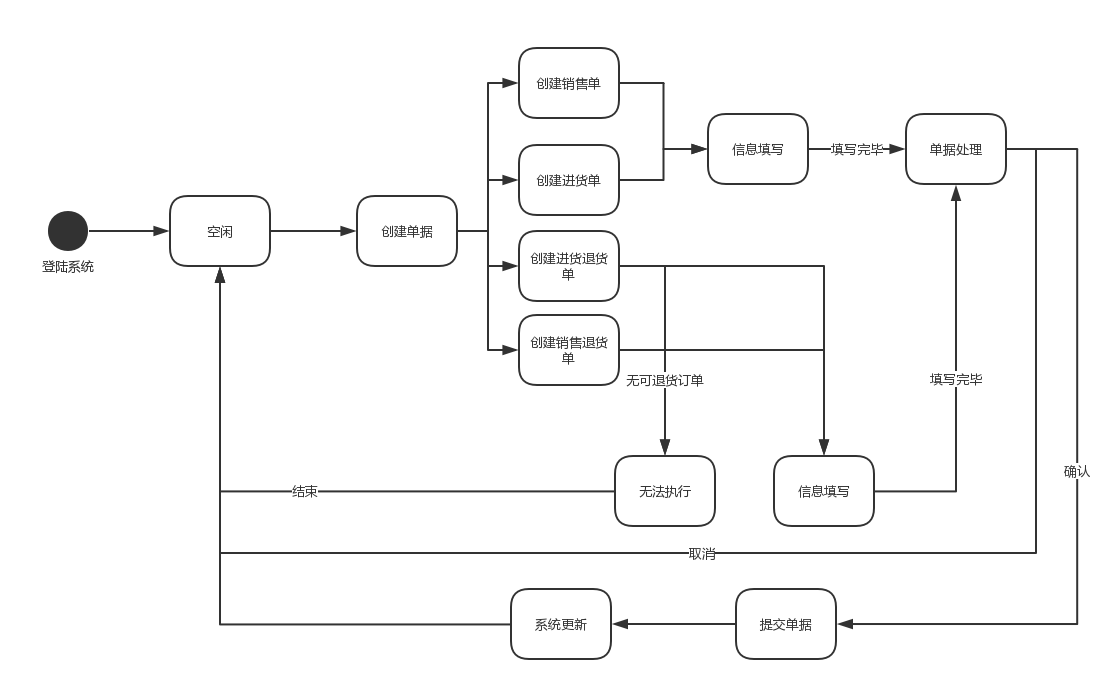 创建销售单
信息填写
填写完毕
单据处理
创建进货单
登陆系统
空闲
创建单据
创建进货退货
单
创建销售退货
单
无可退货订单
填写完毕
确认
结束
无法执行
信息填写
取消
系统更新
提交单据